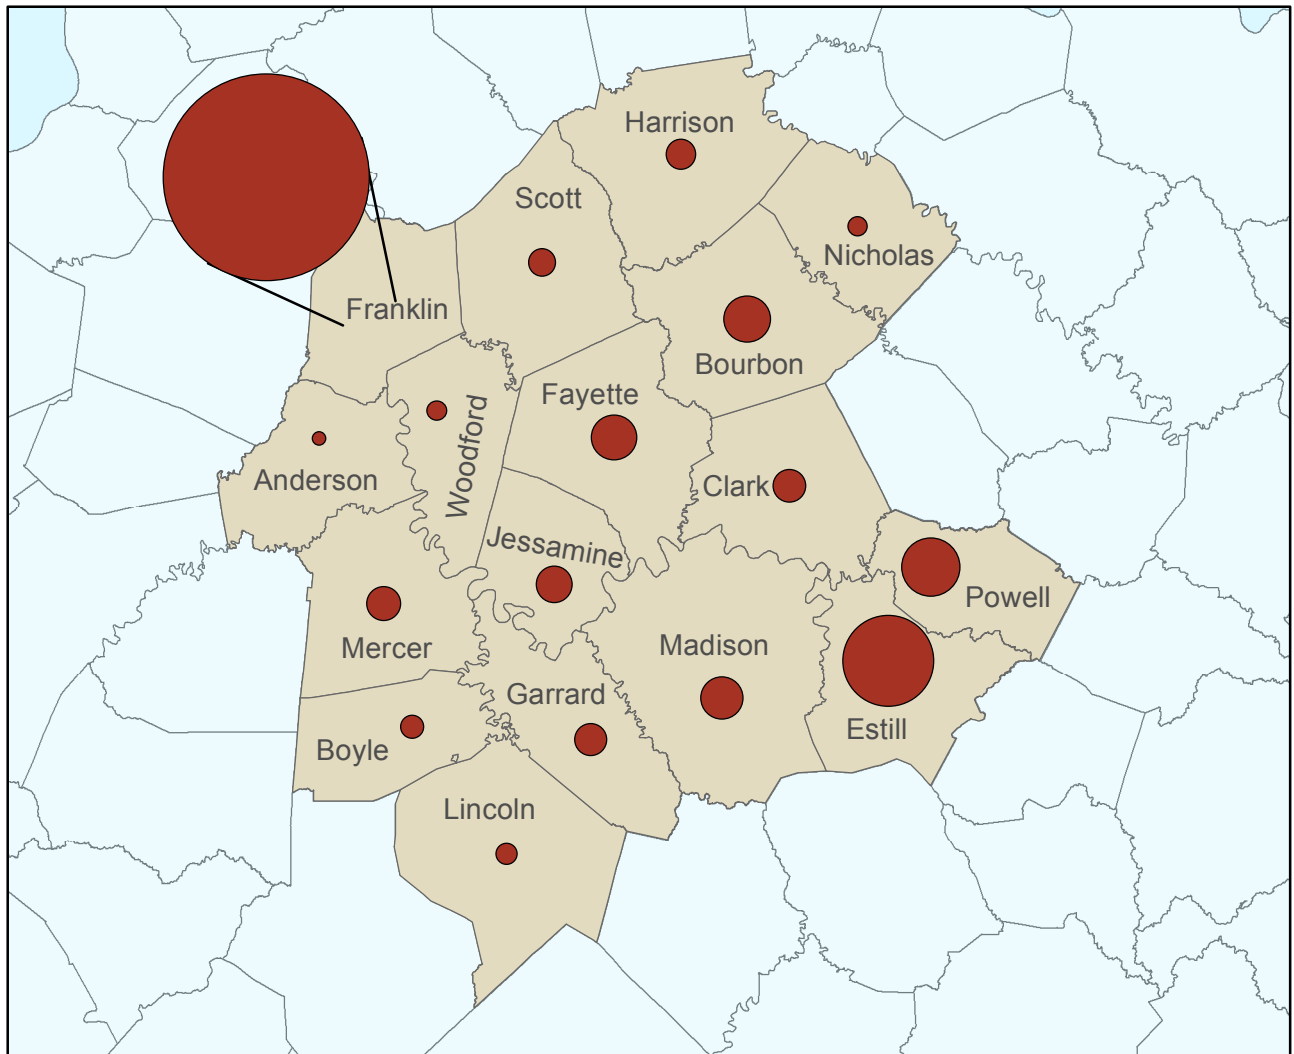 Harrison
Scott
Nicholas
Franklin
Bourbon
Fayette
Woodford
Anderson
Clark
Jessamine
Powell
Mercer
Madison
Garrard
Estill
Boyle
Lincoln